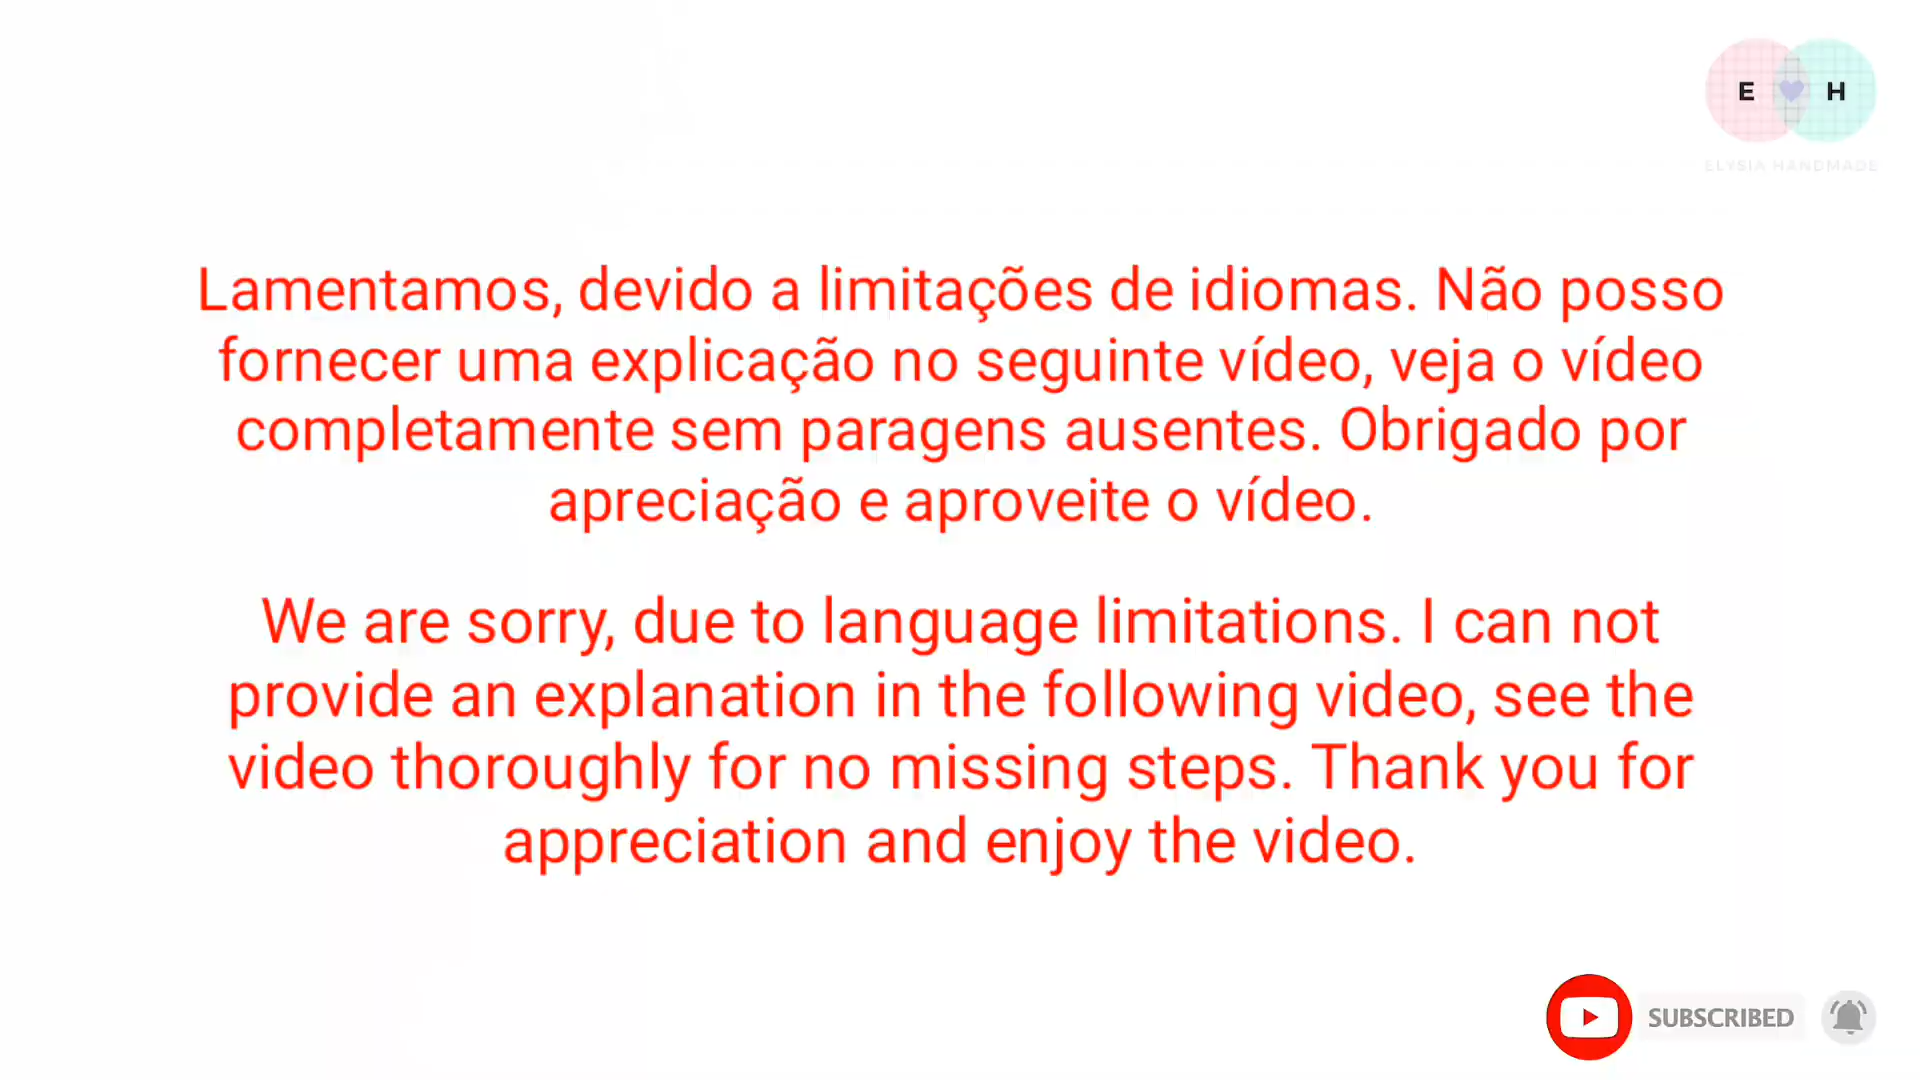 E H
ELYSIA HANDMADE
Lamentamos, devido a limitações de idiomas. Não posso
fornecer uma explicação no seguinte vídeo, veja o vídeo
completamente sem paragens ausentes. Obrigado por
apreciação e aproveite o vídeo.
We are sorry, due to language limitations. I can not
provide an explanation in the following video, see the
video thoroughly for no missing steps. Thank you for
appreciation and enjoy the video.
SUBSCRIBED